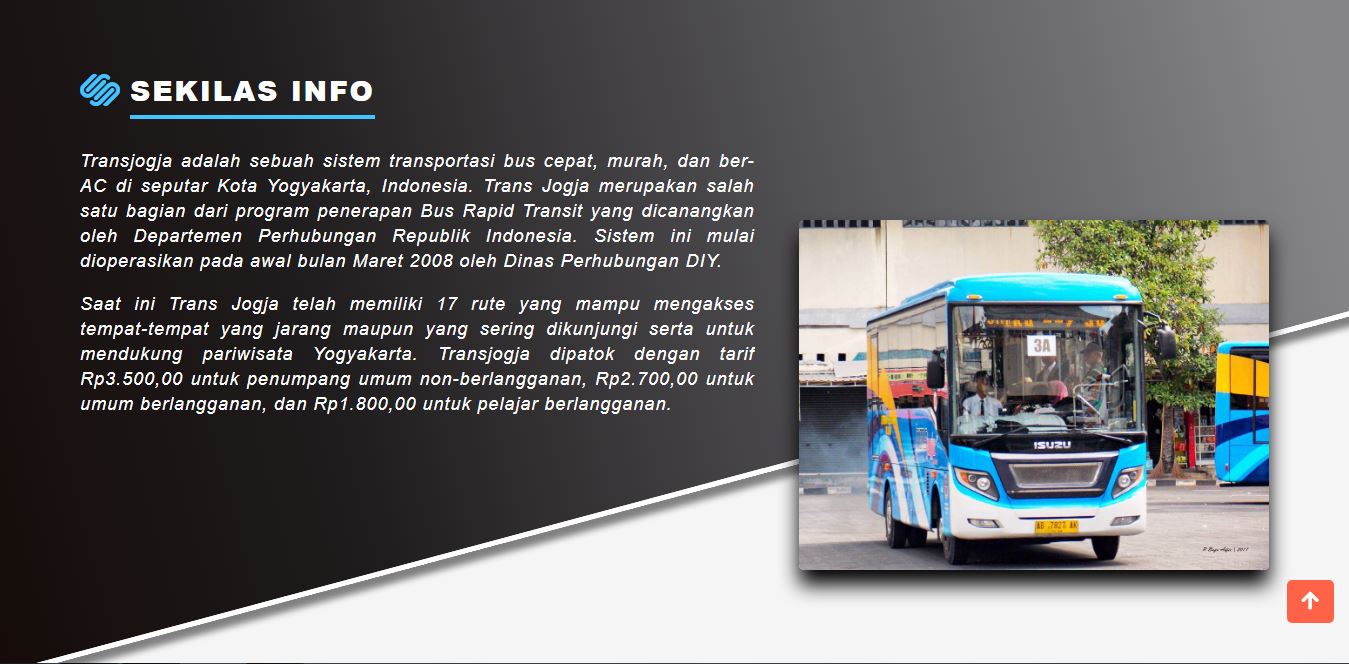 SEKILAS INFO
Transjogja adalah sebuah sistem transportasi bus cepat, murah, dan ber-
AC di seputar Kota Yogyakarta, Indonesia. Trans Jogja merupakan salah
satu bagian dari program penerapan Bus Rapid Transit yang dicanangkan
oleh Departemen Perhubungan Republik Indonesia. Sistem ini mulai
dioperasikan pada awal bulan Maret 2008 oleh Dinas Perhubungan DIY.
Saat ini Trans Jogja telah memiliki 17 rute yang mampu mengakses
tempat-tempat yang jarang maupun yang sering dikunjungi serta untuk
mendukung pariwisata Yogyakarta. Transjogja dipatok dengan tarif
Rp3.500,00 untuk penumpang umum non-berlangganan, Rp2.700,00 untuk
umum berlangganan, dan Rp1.800,00 untuk pelajar berlangganan.
3A
ISUZU
AB 7827 AK